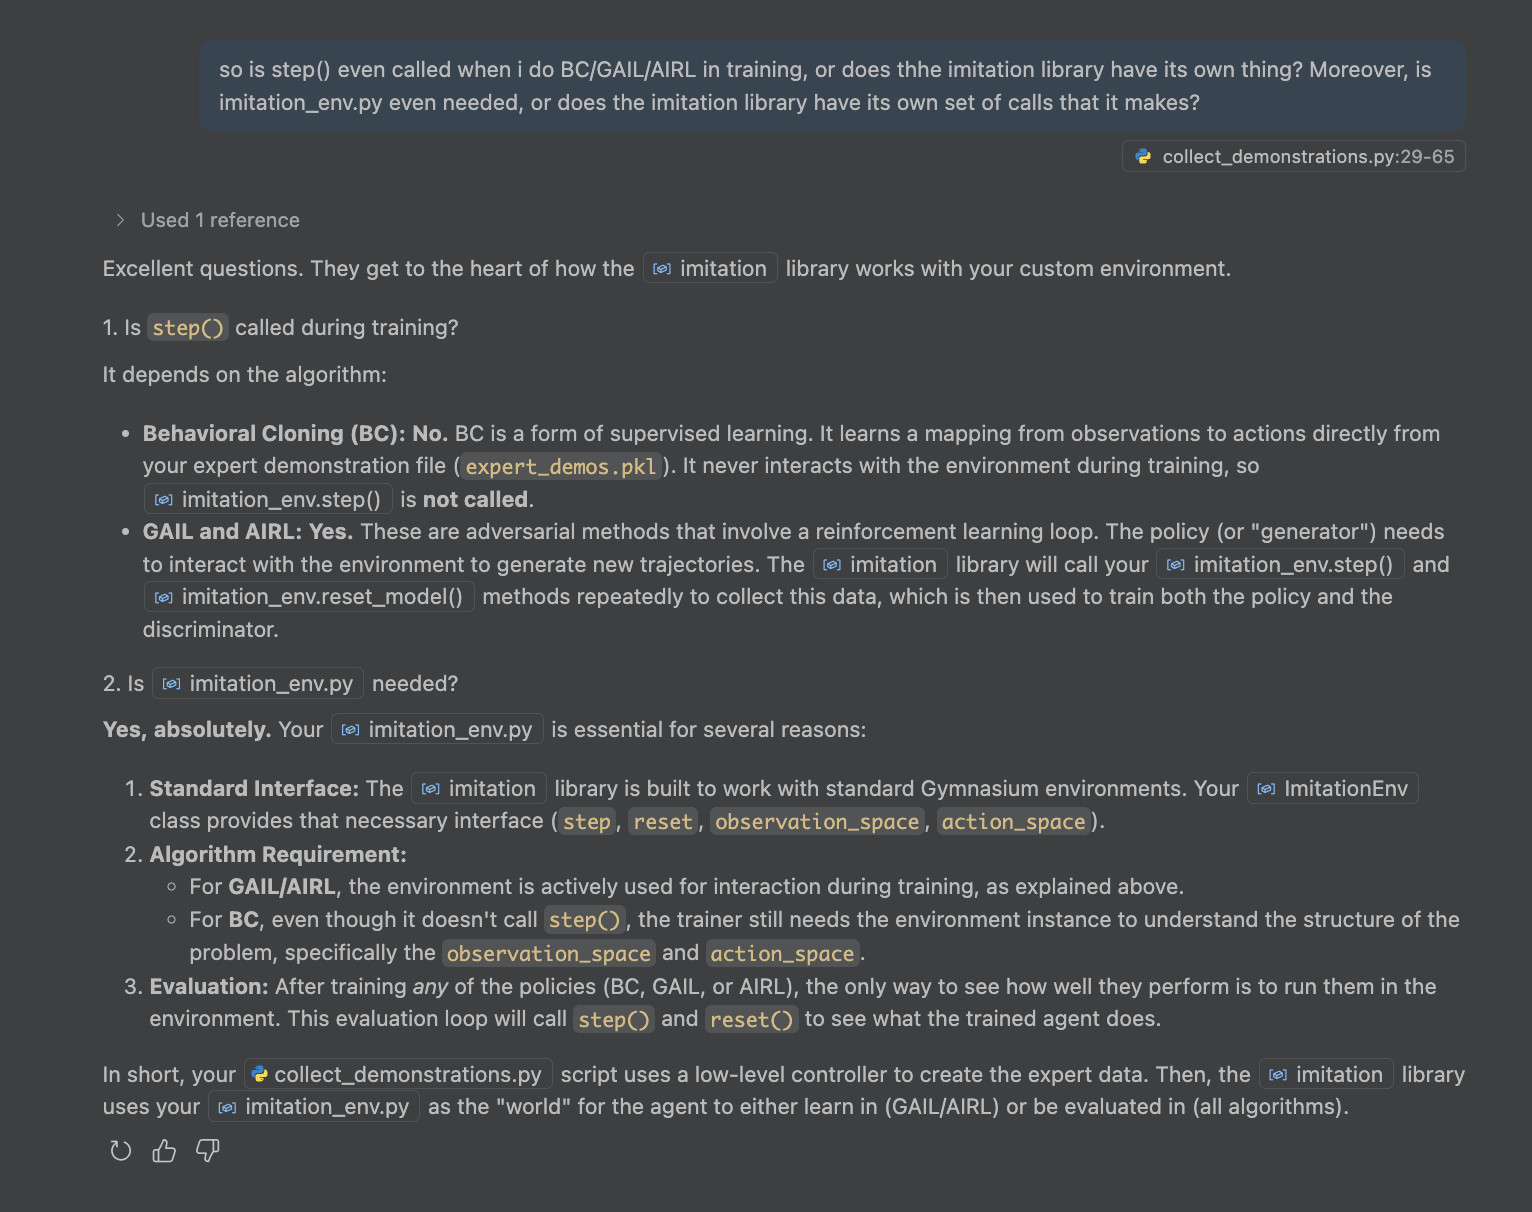 so is step() even called when i do BC/GAIL/AIRL in training, or does thhe imitation library have its own thing? Moreover, is
imitation_env.py even needed, or does the imitation library have its own set of calls that it makes?
collect_demonstrations.py:29-65
Used 1 reference
Excellent questions. They get to the heart of how the imitation library works with your custom environment.
1. Is step() called during training?
It depends on the algorithm:
• Behavioral Cloning (BC): No. BC is a form of supervised learning. It learns a mapping from observations to actions directly from
your expert demonstration file (expert_demos.pkl). It never interacts with the environment during training, so
imitation_env.step() is not called.
• GAIL and AIRL: Yes. These are adversarial methods that involve a reinforcement learning loop. The policy (or "generator") needs
to interact with the environment to generate new trajectories. The imitation library will call your imitation_env.step() and
imitation_env.reset_model() methods repeatedly to collect this data, which is then used to train both the policy and the
discriminator.
2. Is imitation_env.py needed?
Yes, absolutely. Your imitation_env.py is essential for several reasons:
1. Standard Interface: The imitation library is built to work with standard Gymnasium environments. Your ImitationEnv
class provides that necessary interface (step, reset, observation_space, action_space).
2. Algorithm Requirement:
◦ For GAIL/AIRL, the environment is actively used for interaction during training, as explained above.
◦ For BC, even though it doesn't call step(), the trainer still needs the environment instance to understand the structure of the
problem, specifically the observation_space and action_space.
3. Evaluation: After training any of the policies (BC, GAIL, or AIRL), the only way to see how well they perform is to run them in the
environment. This evaluation loop will call step() and reset() to see what the trained agent does.
In short, your collect_demonstrations.py script uses a low-level controller to create the expert data. Then, the imitation library
uses your imitation_env.py as the "world" for the agent to either learn in (GAIL/AIRL) or be evaluated in (all algorithms).